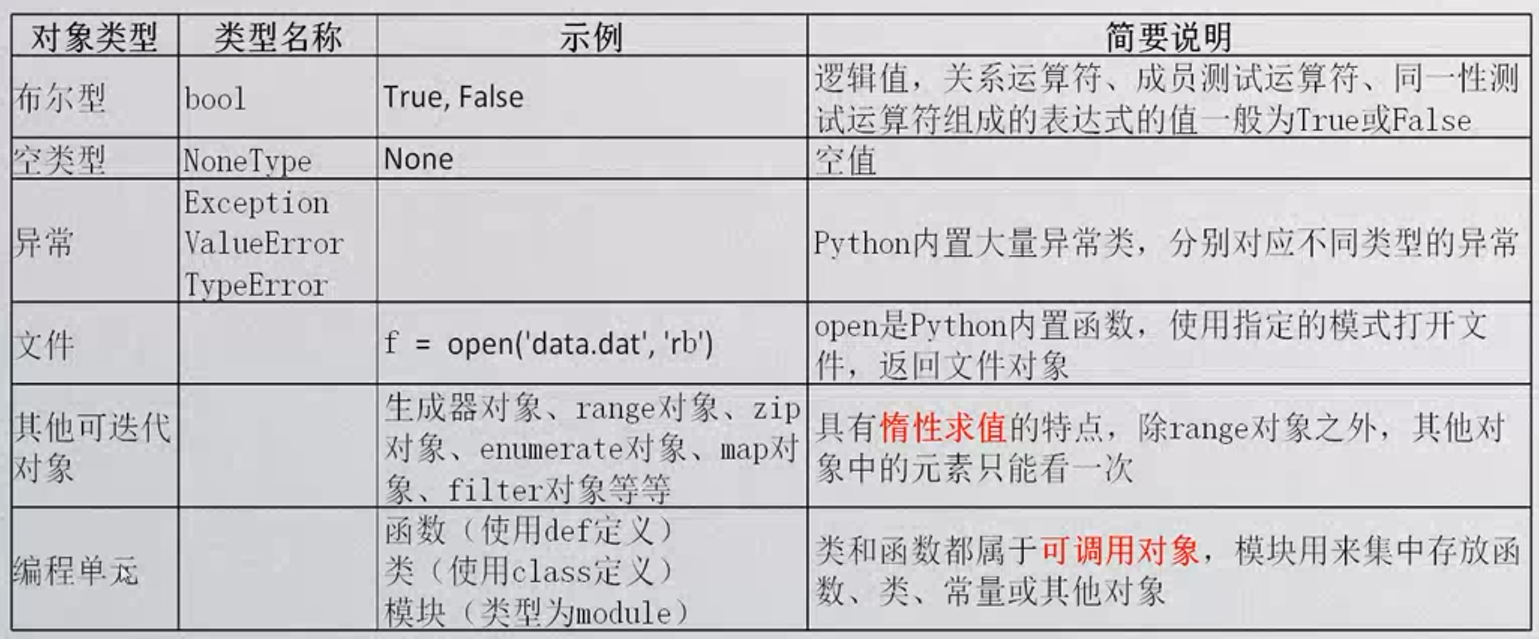 对象类型 类型名称 示例 简要说明
布尔型 bool True, False 逻辑值，关系运算符、成员测试运算符、同一性测
试运算符组成的表达式的值一般为True或False
空类型 NoneType None 空值
异常
Exception
ValueError
TypeError
Python内置大量异常类，分别对应不同类型的异常
文件
f = open('data.dat', 'rb')
open是Python内置函数，使用指定的模式打开文
件，返回文件对象
其他可迭代
对象
生成器对象、range对象、zip
对象、enumerate对象、map对
象、filter对象等等
具有惰性求值的特点，除range对象之外，其他对
象中的元素只能看一次
编程单元
函数（使用def定义）
类（使用class定义）
模块（类型为module）
类和函数都属于可调用对象，模块用来集中存放函
数、类、常量或其他对象